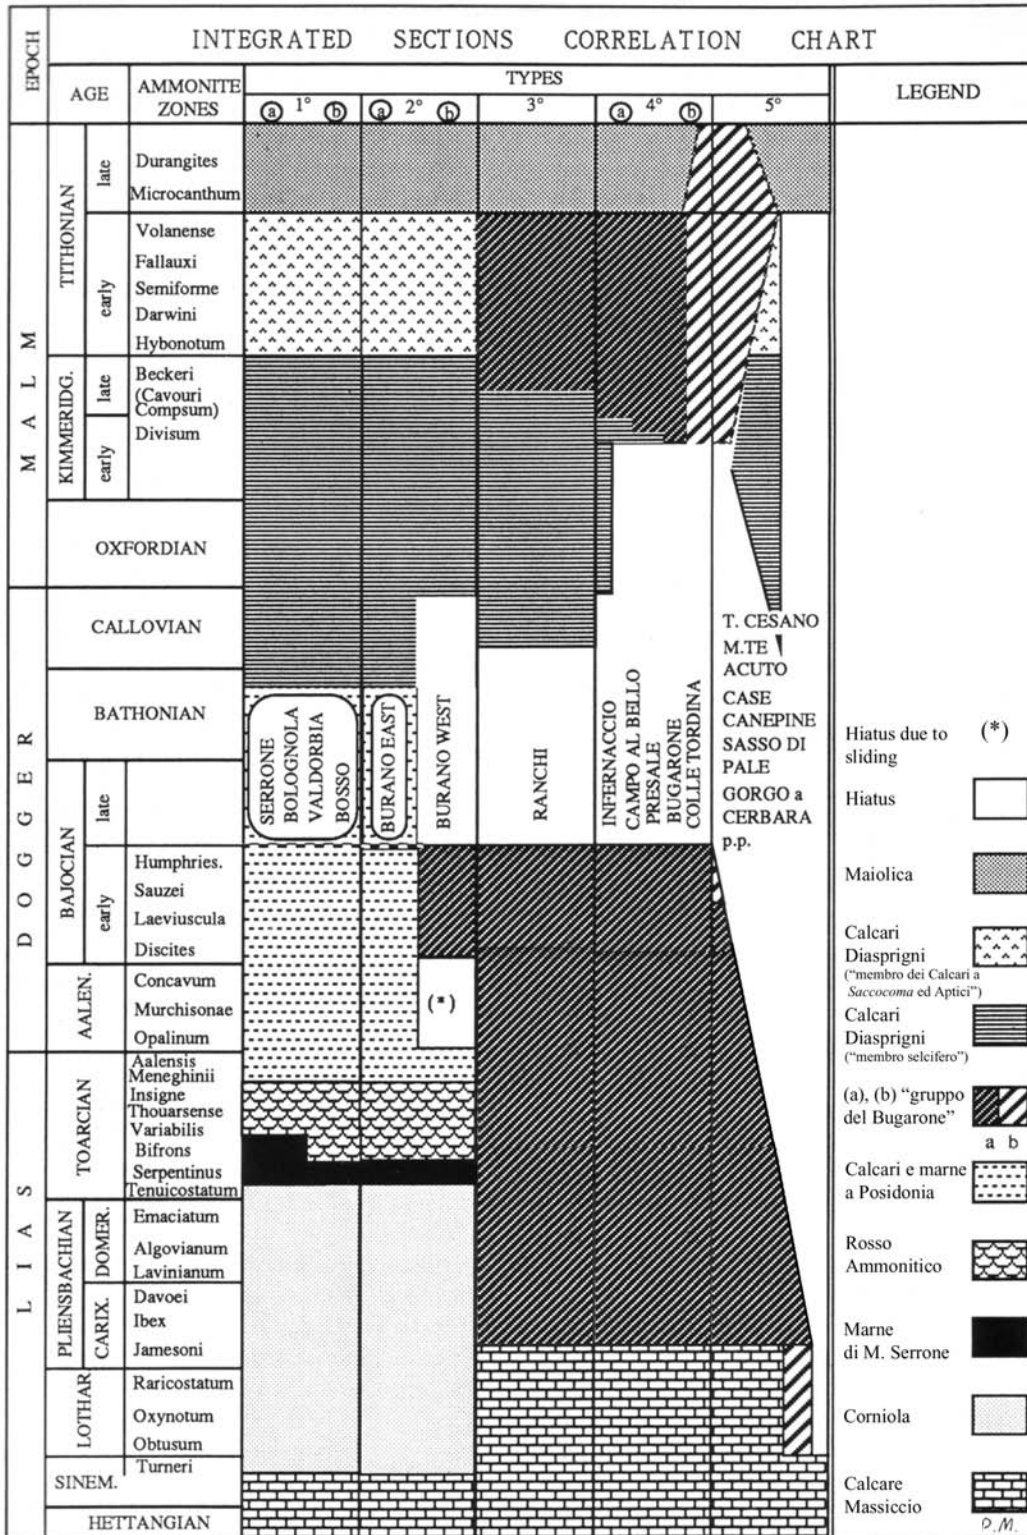 INTEGRATED SECTIONS CORRELATION CHART
EPOCH
AGE
AMMONITE
ZONES
TYPES
a 1° b
a 2° b
3°
a 4° b
5°
LEGEND
MALM
TITHONIAN
late
Durangites
Microcanthum
early
Volanense
Fallauxi
Semiforme
Darwini
Hybonotum
KIMMERIDG.
late
Beckeri
(Cavouri
Compsum)
early
Divisum
OXFORDIAN
DOGGER
CALLOVIAN
BATHONIAN
BAJOCIAN
late
early
Humphries.
Sauzei
Laeviuscula
Discites
AALEN.
Concavum
Murchisonae
Opalinum
LIAS
TOARCIAN
Aalensis
Meneghinii
Insigne
Thouarsense
Variabilis
Bifrons
Serpentinus
Tenuicostatum
PLIENSBACHIAN
DOMER.
Emaciatum
Algovianum
Lavinianum
CARIX.
Davoei
Ibex
Jamesoni
LOTHAR.
Raricostatum
Oxynotum
Obtusum
SINEM.
Turneri
HETTANGIAN
SERRONE
BOLOGNOLA
VALDORBIA
BOSSO
BURANO EAST
BURANO WEST
(*)
RANCHI
INFERNACCIO
CAMPO AL BELLO
PRESALE
BUGARONE
COLLE TORDINA
T. CESANO
M.TE
ACUTO
CASE
CANEPINE
SASSO DI
PALE
GORGO a
CERBARA
p.p.
Hiatus due to (*)
sliding
Hiatus
Maiolica
Calcari
Diasprigni
("membro dei Calcari a
Saccocoma ed Aptici")
Calcari
Diasprigni
("membro selcifero")
(a), (b) "gruppo
del Bugarone"
a b
Calcari e marne
a Posidonia
Rosso
Ammonitico
Marne
di M. Serrone
Corniola
Calcare
Massiccio
P.M.